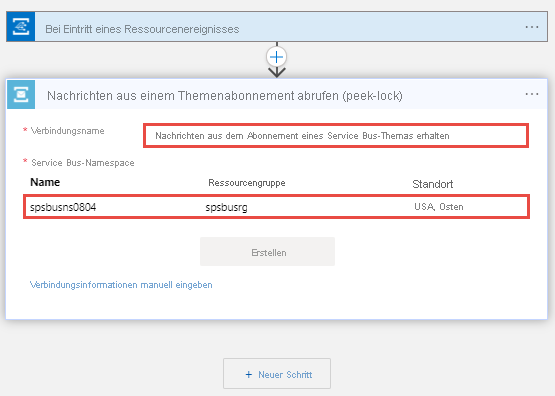 Bei Eintritt eines Ressourcenereignisses
Nachrichten aus einem Themenabonnement abrufen (peek-lock)
* Verbindungsname
Nachrichten aus dem Abonnement eines Service Bus-Themas erhalten
* Service Bus-Namespace
Name Ressourcengruppe Standort
spsbusns0804 spsbusrg USA, Osten
Erstellen
Verbindungsinformationen manuell eingeben
+ Neuer Schritt